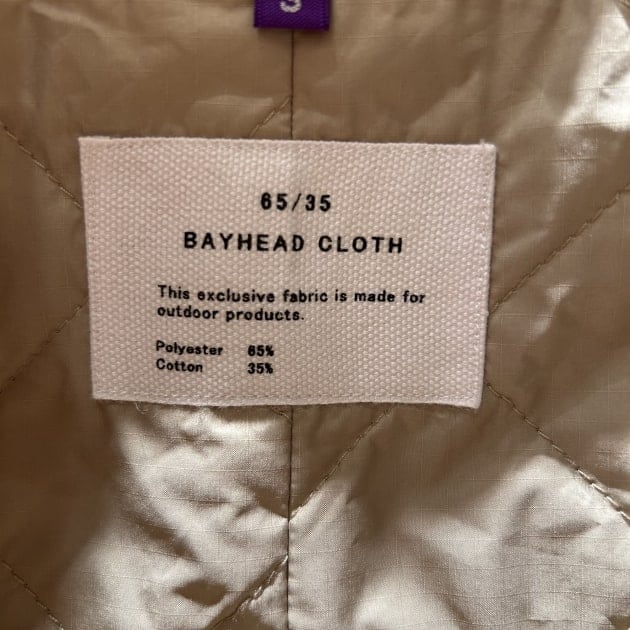 S
65/35
BAYHEAD CLOTH
This exclusive fabric is made for
outdoor products.
Polyester 65%
Cotton 35%